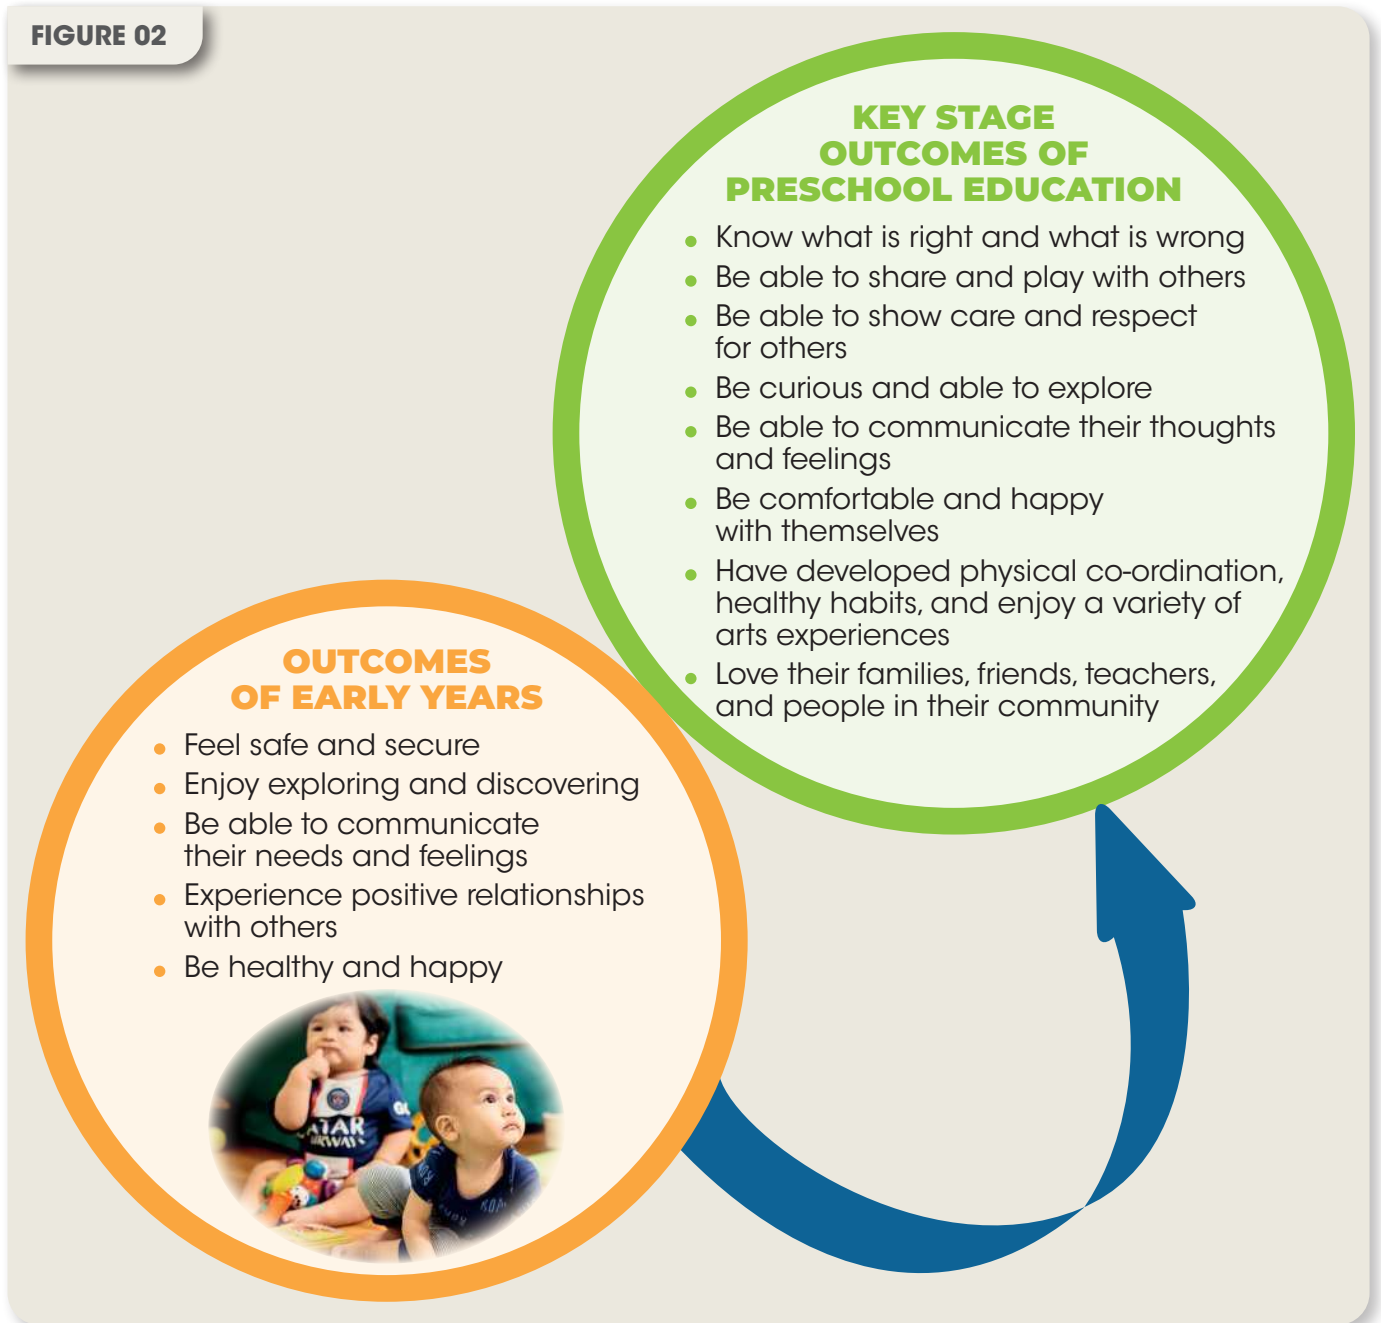 FIGURE 02
KEY STAGE
OUTCOMES OF
PRESCHOOL EDUCATION
• Know what is right and what is wrong
• Be able to share and play with others
• Be able to show care and respect
for others
• Be curious and able to explore
• Be able to communicate their thoughts
and feelings
• Be comfortable and happy
with themselves
• Have developed physical co-ordination,
healthy habits, and enjoy a variety of
arts experiences
• Love their families, friends, teachers,
and people in their community
OUTCOMES
OF EARLY YEARS
• Feel safe and secure
• Enjoy exploring and discovering
• Be able to communicate
their needs and feelings
• Experience positive relationships
with others
• Be healthy and happy